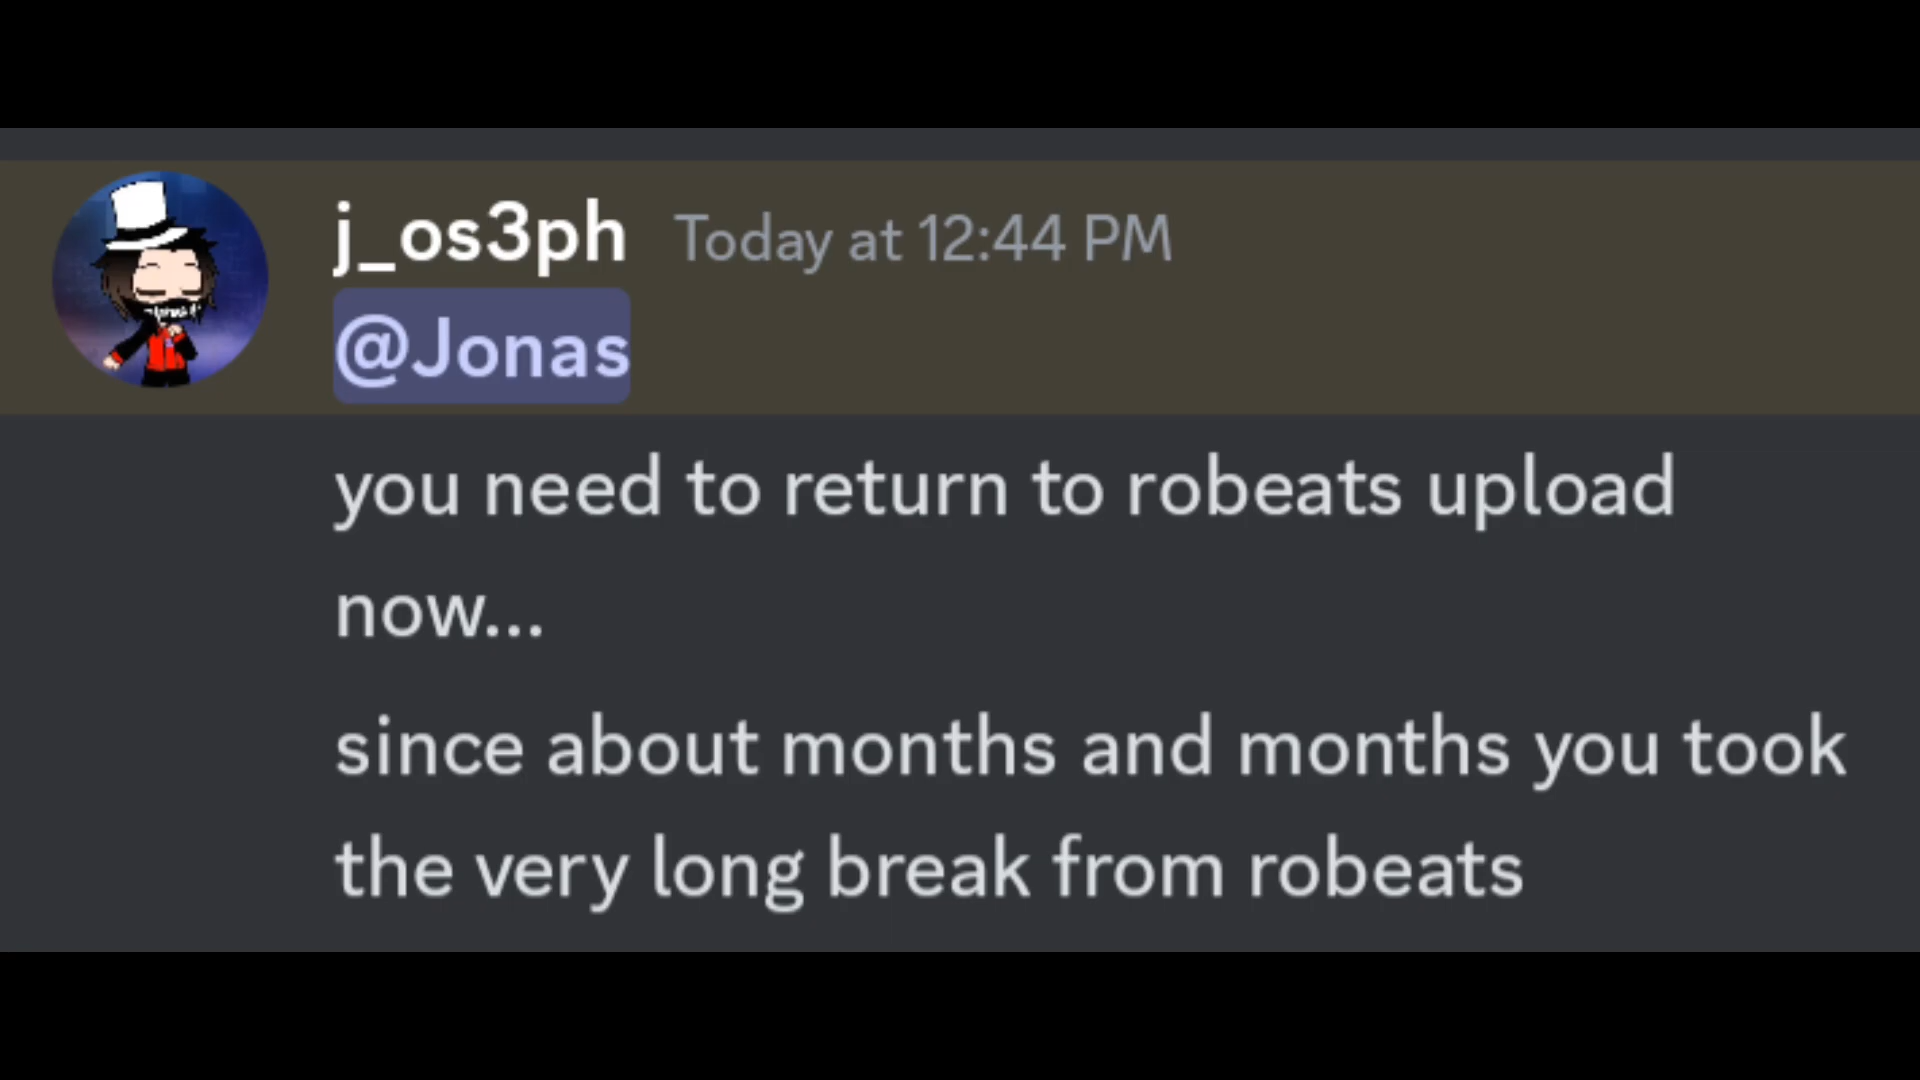 j_os3ph Today at 12:44 PM
@Jonas
you need to return to robeats upload
now...
since about months and months you took
the very long break from robeats